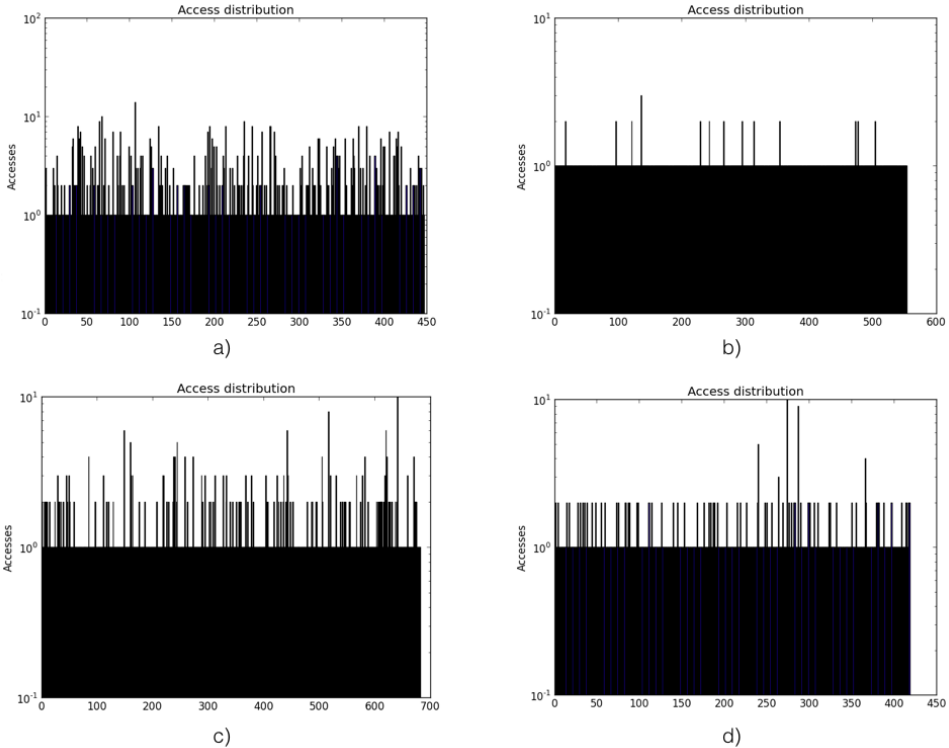 Access distribution
Accesses
10^2
10^1
10^0
10^-1
0 50 100 150 200 250 300 350 400 450
a)
Access distribution
Accesses
10^1
10^0
10^-1
0 100 200 300 400 500 600
b)
Access distribution
Accesses
10^1
10^0
10^-1
0 100 200 300 400 500 600 700
c)
Access distribution
Accesses
10^1
10^0
10^-1
0 50 100 150 200 250 300 350 400 450
d)